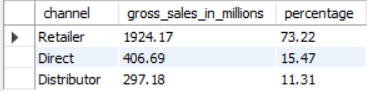 channel gross_sales_in_millions percentage
Retailer 1924.17 73.22
Direct 406.69 15.47
Distributor 297.18 11.31